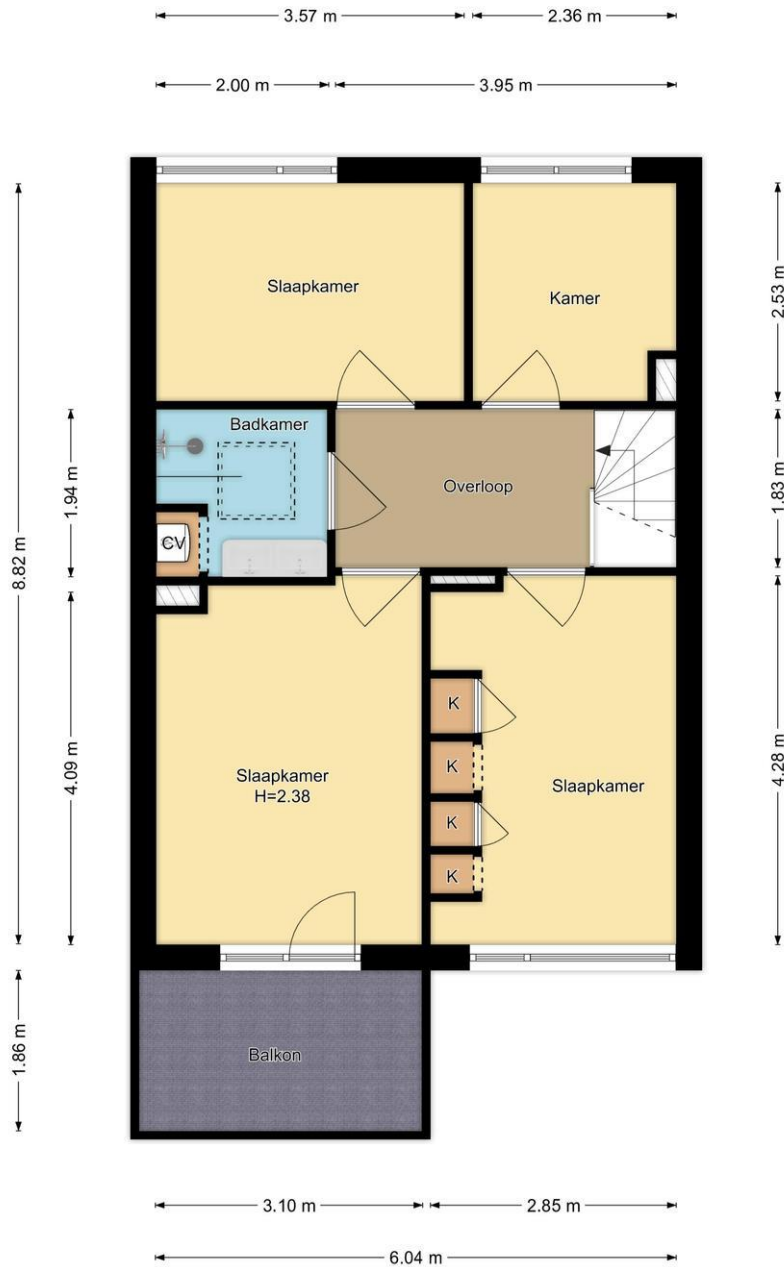 3.57 m
2.36 m
2.00 m
3.95 m
Slaapkamer
Kamer
2.53 m
Badkamer
Overloop
CV
1.94 m
1.83 m
8.82 m
K
K
K
K
Slaapkamer
H=2.38
Slaapkamer
4.09 m
4.28 m
Balkon
1.86 m
3.10 m
2.85 m
6.04 m